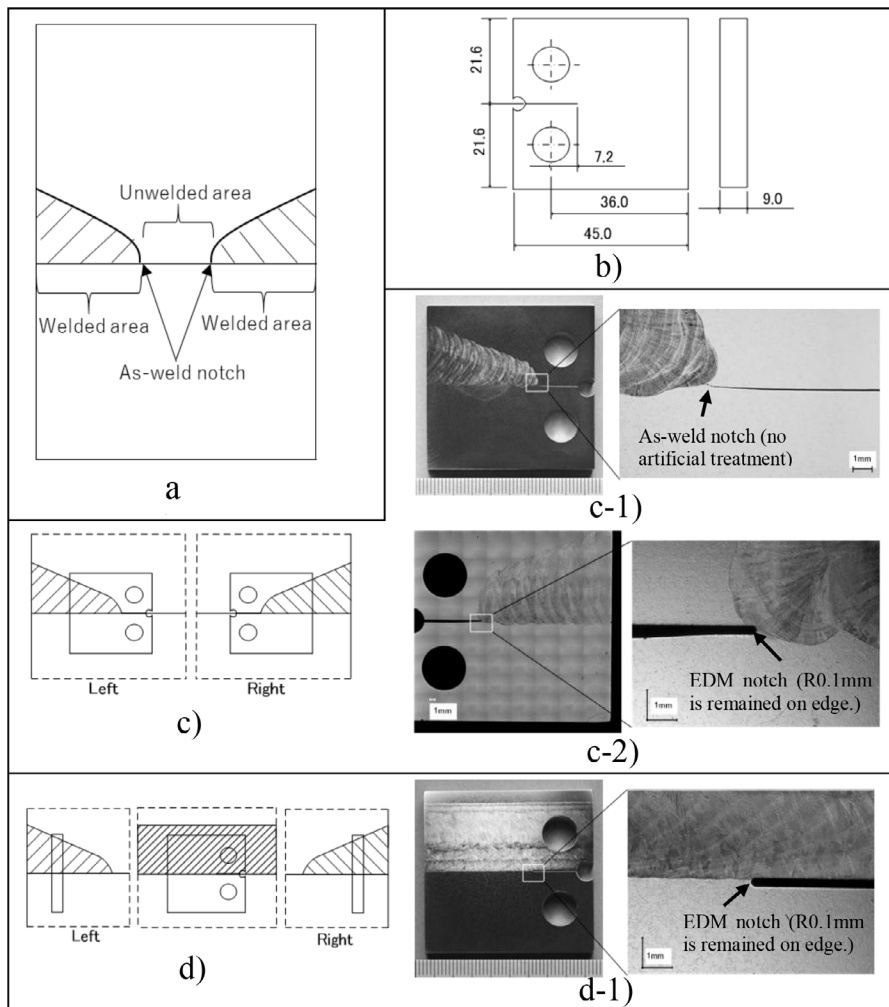 Unwelded area
Welded area
Welded area
As-weld notch
a
21.6
21.6
7.2
36.0
45.0
9.0
b)
As-weld notch (no
artificial treatment)
1mm
c-1)
Left
Right
c)
1mm
EDM notch (R0.1mm
is remained on edge.)
1mm
c-2)
Left
Right
d)
EDM notch (R0.1mm
is remained on edge.)
1mm
d-1)